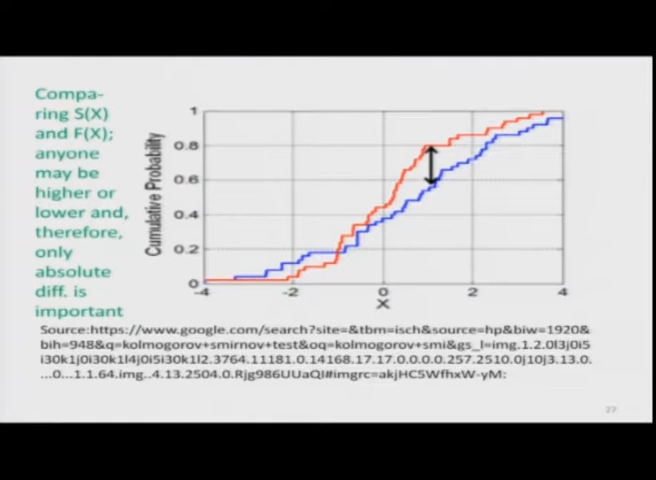 Compa-
ring S(X)
and F(X);
anyone
may be
higher or
lower and,
therefore,
only
absolute
diff. is
important
Cumulative Probability
1
0.8
0.6
0.4
0.2
0
-4
-2
0
2
4
X
Source:https://www.google.com/search?site=&tbm=isch&source=hp&biw=1920&
bih=948&q=kolmogorov+smirnov+test&oq=kolmogorov+smi&gs_l=img.1.2.0l3j0i5
i30k1j0i30k1l4j0i5i30k1l2.3764.11181.0.14168.17.17.0.0.0.0.257.2510.0j10j3.13.0.
...0...1.1.64.img..4.13.2504.0.Rjg986UUaQI#imgrc=akjHC5WfhxW-yM:
27